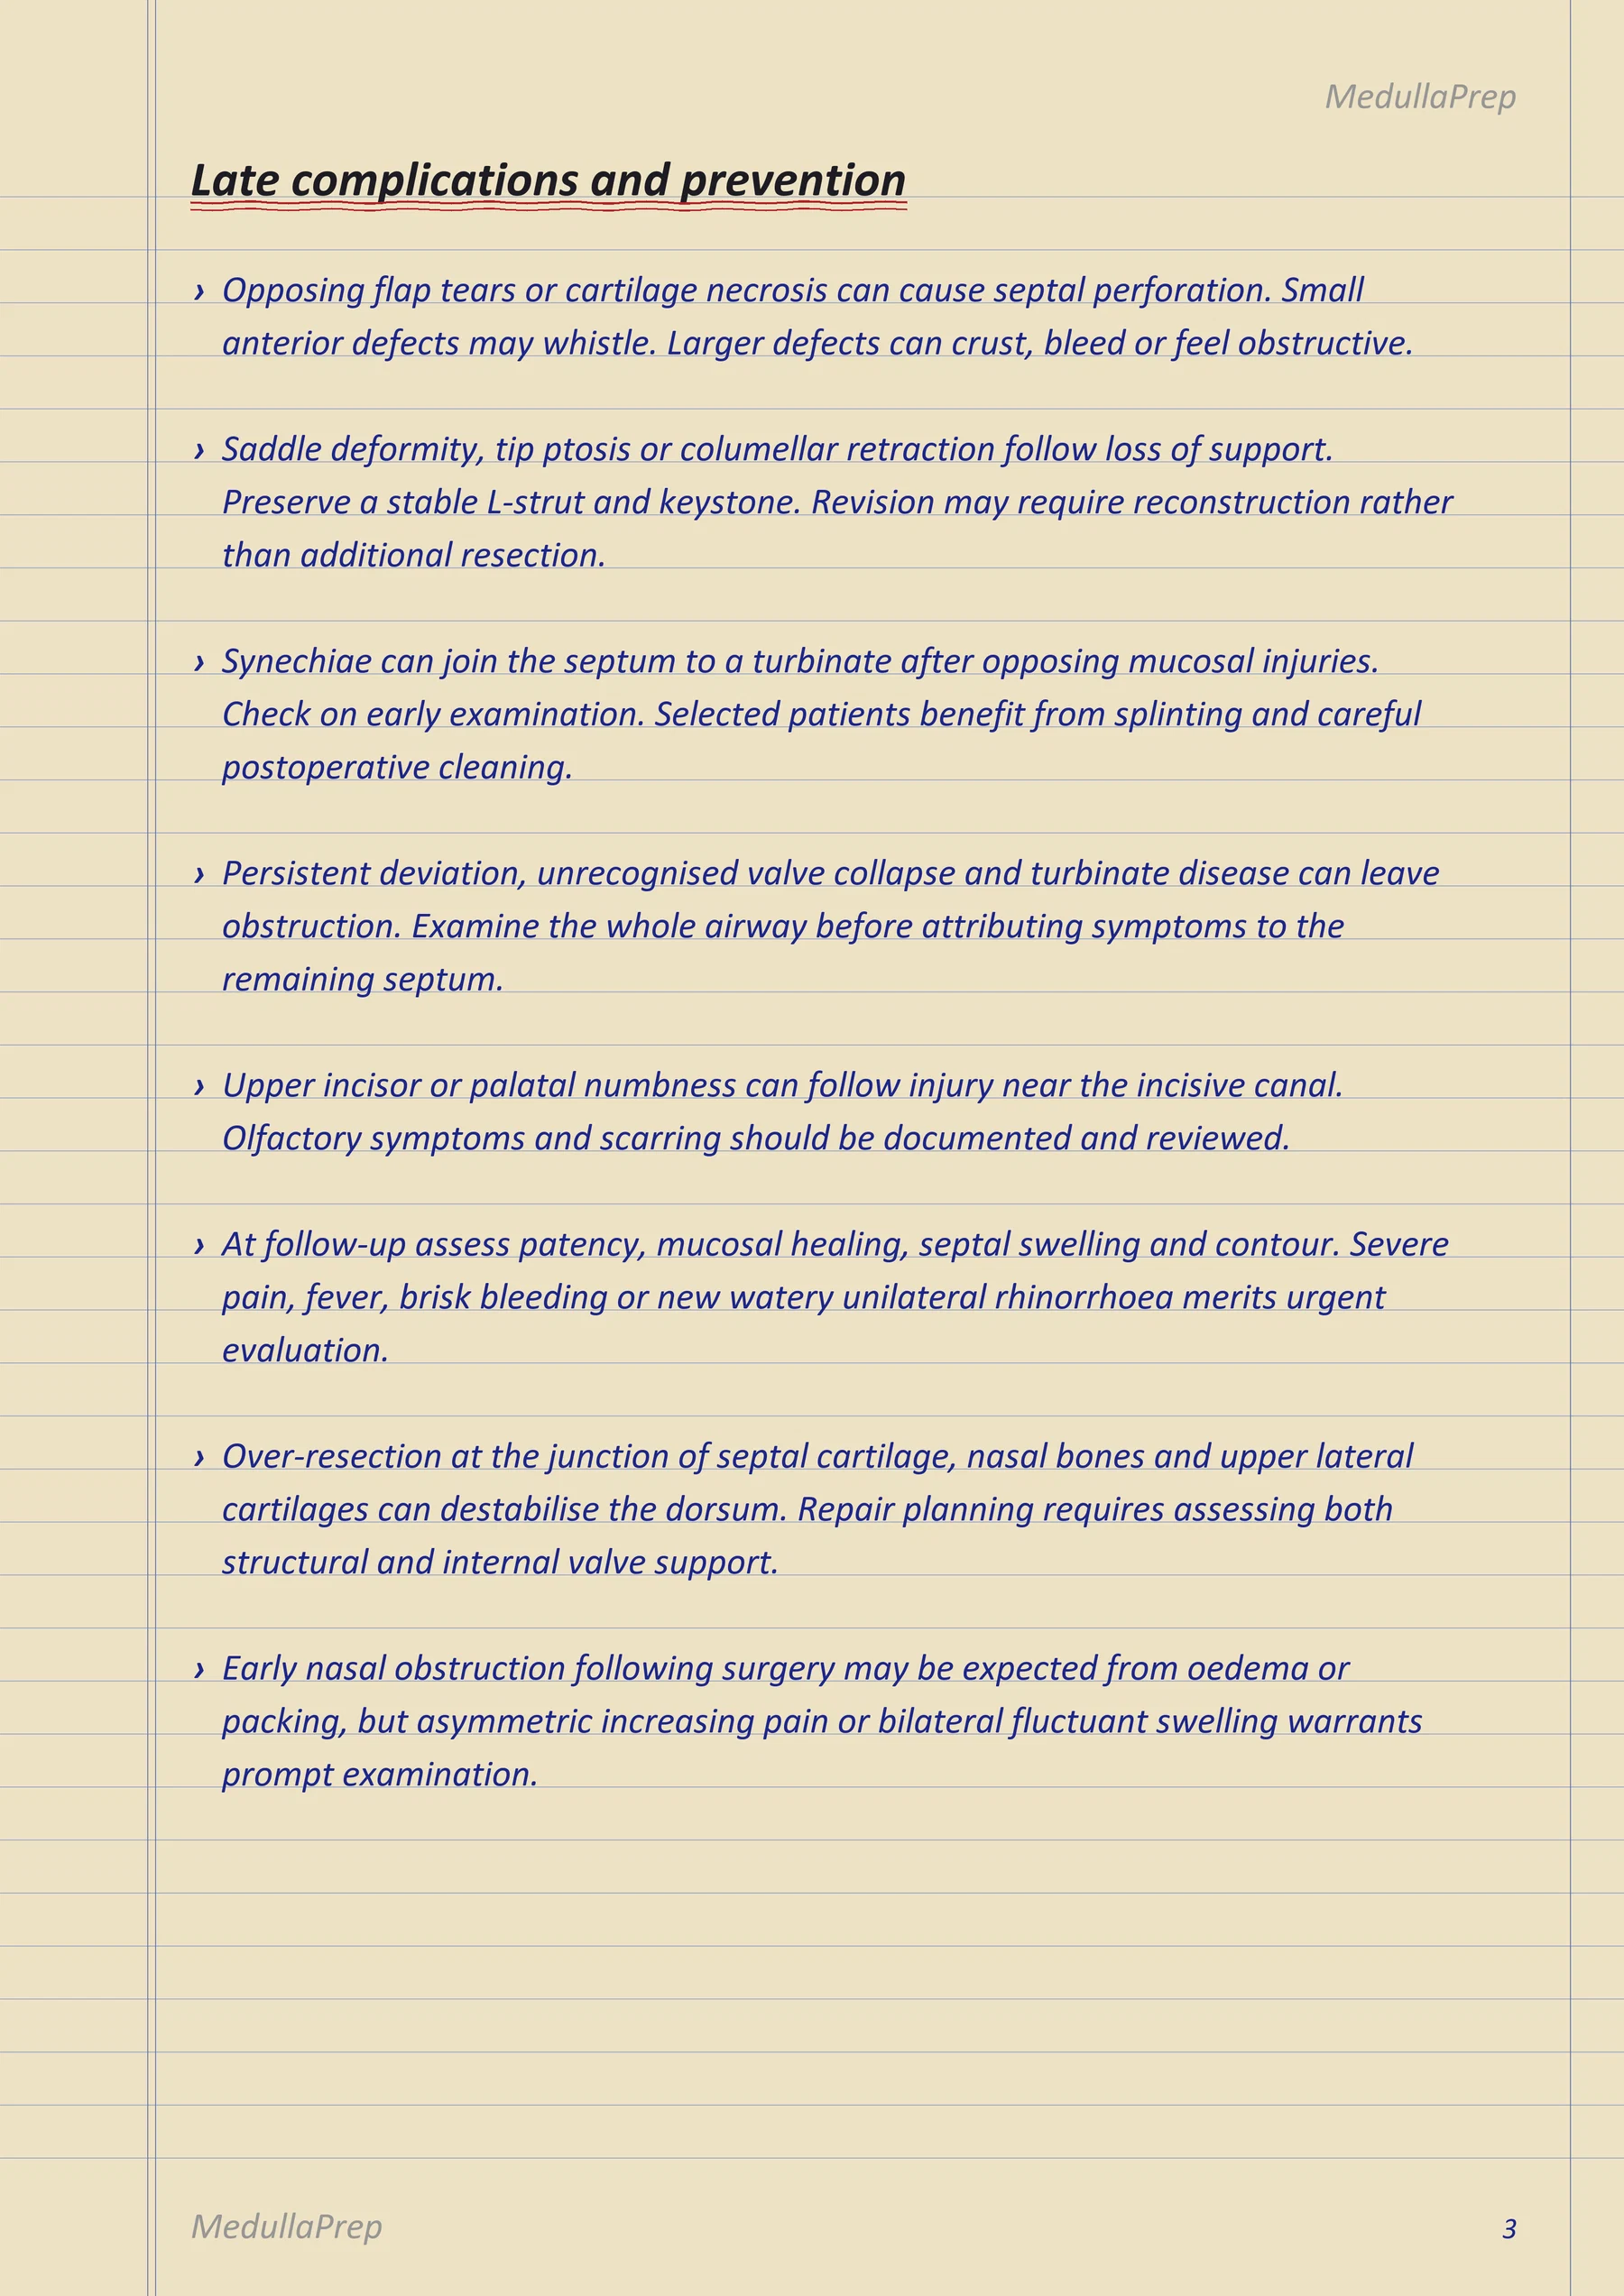 MedullaPrep
Late complications and prevention
› Opposing flap tears or cartilage necrosis can cause septal perforation. Small
anterior defects may whistle. Larger defects can crust, bleed or feel obstructive.
› Saddle deformity, tip ptosis or columellar retraction follow loss of support.
Preserve a stable L-strut and keystone. Revision may require reconstruction rather
than additional resection.
› Synechiae can join the septum to a turbinate after opposing mucosal injuries.
Check on early examination. Selected patients benefit from splinting and careful
postoperative cleaning.
› Persistent deviation, unrecognised valve collapse and turbinate disease can leave
obstruction. Examine the whole airway before attributing symptoms to the
remaining septum.
› Upper incisor or palatal numbness can follow injury near the incisive canal.
Olfactory symptoms and scarring should be documented and reviewed.
› At follow-up assess patency, mucosal healing, septal swelling and contour. Severe
pain, fever, brisk bleeding or new watery unilateral rhinorrhoea merits urgent
evaluation.
› Over-resection at the junction of septal cartilage, nasal bones and upper lateral
cartilages can destabilise the dorsum. Repair planning requires assessing both
structural and internal valve support.
› Early nasal obstruction following surgery may be expected from oedema or
packing, but asymmetric increasing pain or bilateral fluctuant swelling warrants
prompt examination.
MedullaPrep
3